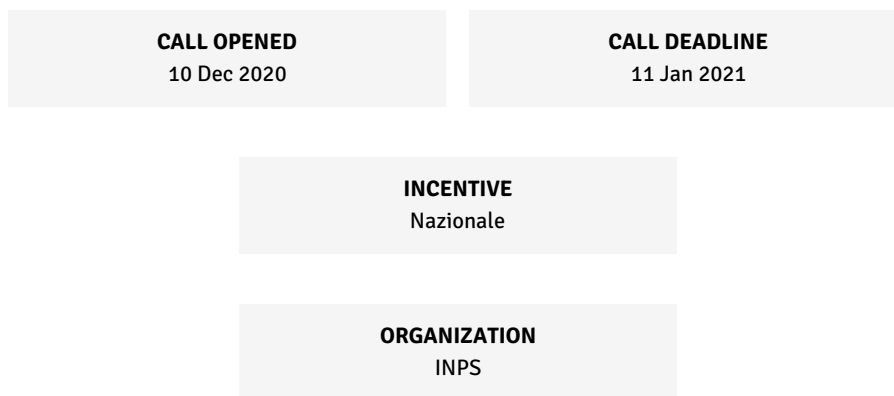 CALL OPENED
10 Dec 2020
CALL DEADLINE
11 Jan 2021
INCENTIVE
Nazionale
ORGANIZATION
INPS